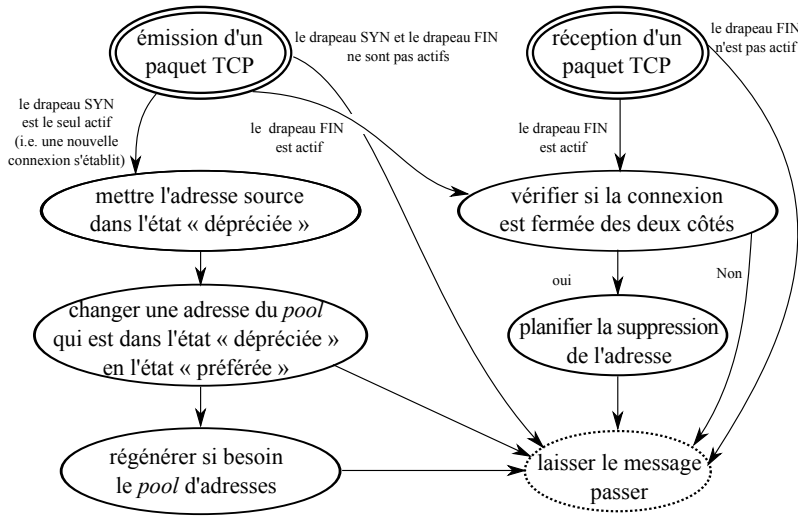 émission d'un
paquet TCP
le drapeau SYN et le drapeau FIN
ne sont pas actifs
réception d'un
paquet TCP
le drapeau FIN
n'est pas actif
le drapeau SYN
est le seul actif
(i.e. une nouvelle
connexion s'établit)
le drapeau FIN
est actif
le drapeau FIN
est actif
mettre l'adresse source
dans l'état « dépréciée »
vérifier si la connexion
est fermée des deux côtés
oui
Non
changer une adresse du pool
qui est dans l'état « dépréciée »
en l'état « préférée »
planifier la suppression
de l'adresse
régénérer si besoin
le pool d'adresses
laisser le message
passer